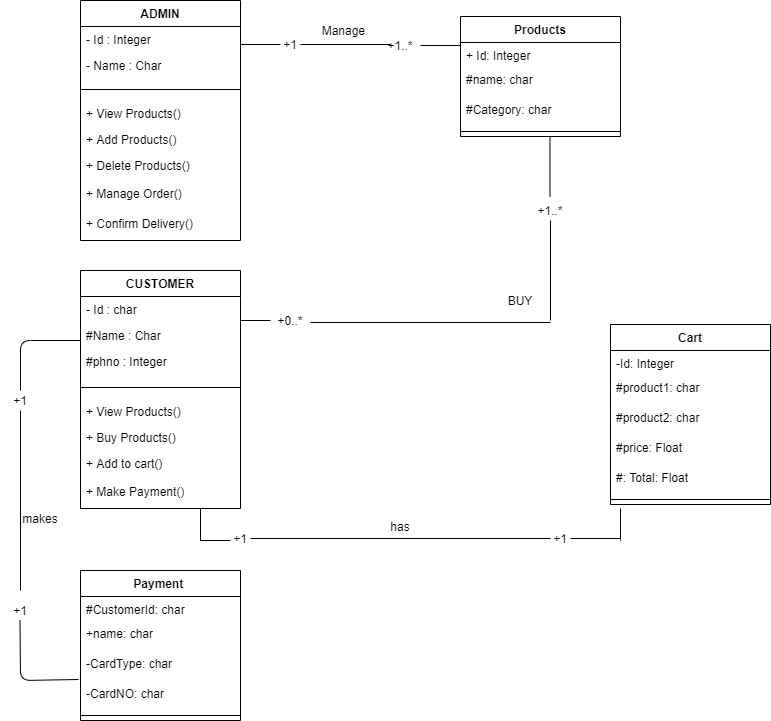 ADMIN
- Id : Integer
- Name : Char
+ View Products()
+ Add Products()
+ Delete Products()
+ Manage Order()
+ Confirm Delivery()
Manage
+1
+1..*
Products
+ Id: Integer
#name: char
#Category: char
+1..*
BUY
+0..*
CUSTOMER
- Id : char
#Name : Char
#phno : Integer
+ View Products()
+ Buy Products()
+ Add to cart()
+ Make Payment()
Cart
-Id: Integer
#product1: char
#product2: char
#price: Float
#: Total: Float
+1
has
+1
+1
makes
+1
Payment
#CustomerId: char
+name: char
-CardType: char
-CardNO: char